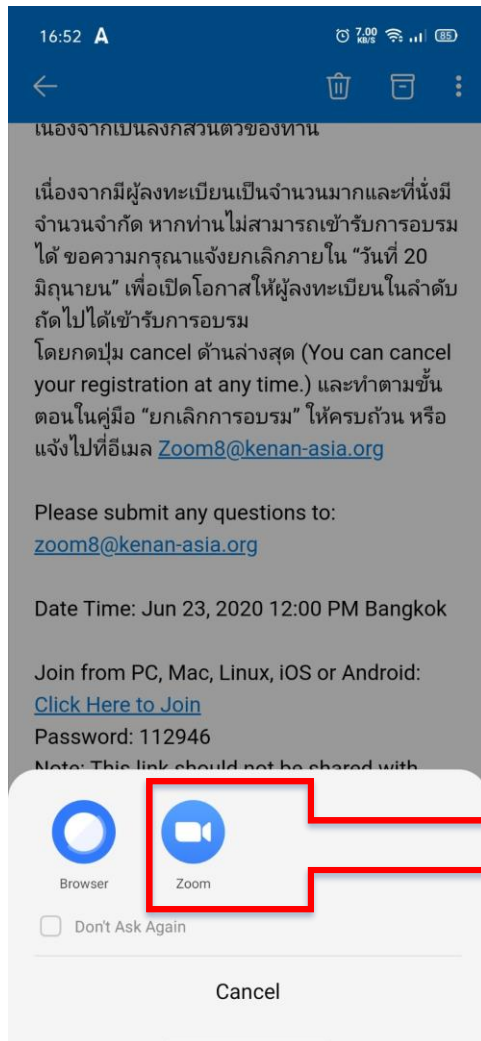 16:52 A
7.00 KB/S
85
เนื่องจากเป็นลิงก์ส่วนตัวของท่าน
เนื่องจากมีผู้ลงทะเบียนเป็นจำนวนมากและที่นั่งมี
จำนวนจำกัด หากท่านไม่สามารถเข้ารับการอบรม
ได้ ขอความกรุณาแจ้งยกเลิกภายใน “วันที่ 20
มิถุนายน” เพื่อเปิดโอกาสให้ผู้ลงทะเบียนในลำดับ
ถัดไปได้เข้ารับการอบรม
โดยกดปุ่ม cancel ด้านล่างสุด (You can cancel
your registration at any time.) และทำตามขั้น
ตอนในคู่มือ “ยกเลิกการอบรม” ให้ครบถ้วน หรือ
แจ้งไปที่อีเมล Zoom8@kenan-asia.org
Please submit any questions to:
zoom8@kenan-asia.org
Date Time: Jun 23, 2020 12:00 PM Bangkok
Join from PC, Mac, Linux, iOS or Android:
Click Here to Join
Password: 112946
Note: This link should not be shared with
Browser
Zoom
Don't Ask Again
Cancel